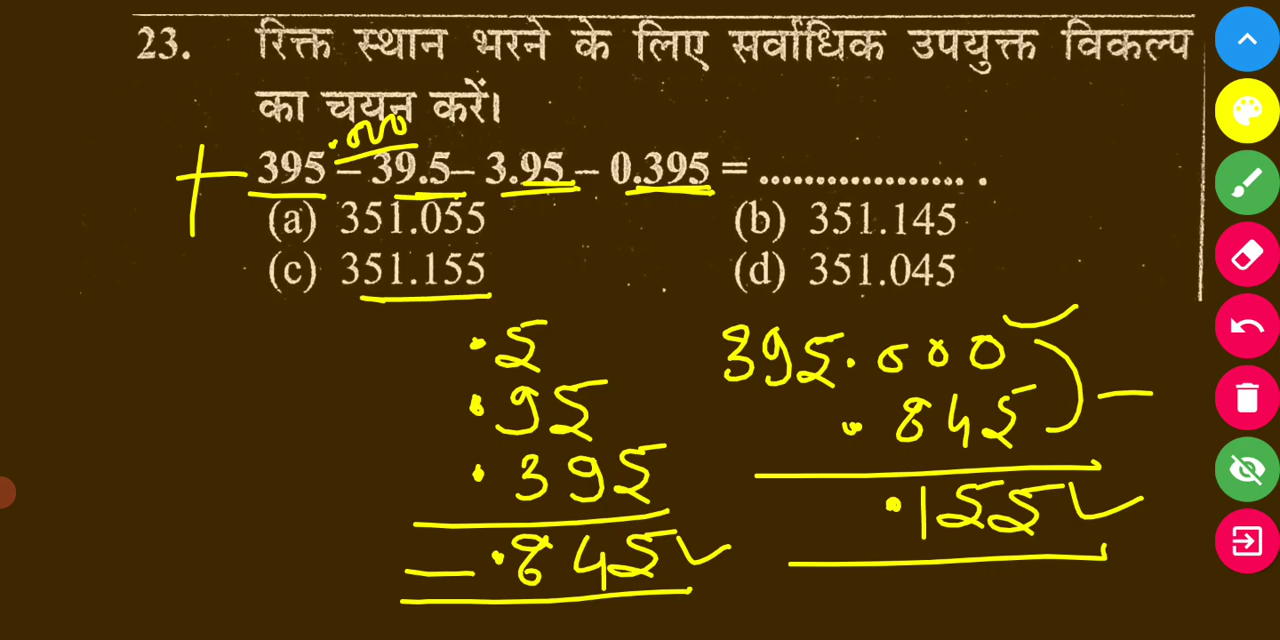 23. रिक्त स्थान भरने के लिए सर्वाधिक उपयुक्त विकल्प
का चयन करें।
.000
+ 395 – 39.5 – 3.95 – 0.395 = .................... .
(a) 351.055 (b) 351.145
(c) 351.155 (d) 351.045
.5
.95
.395
– .845
395.000
.845 –
.155